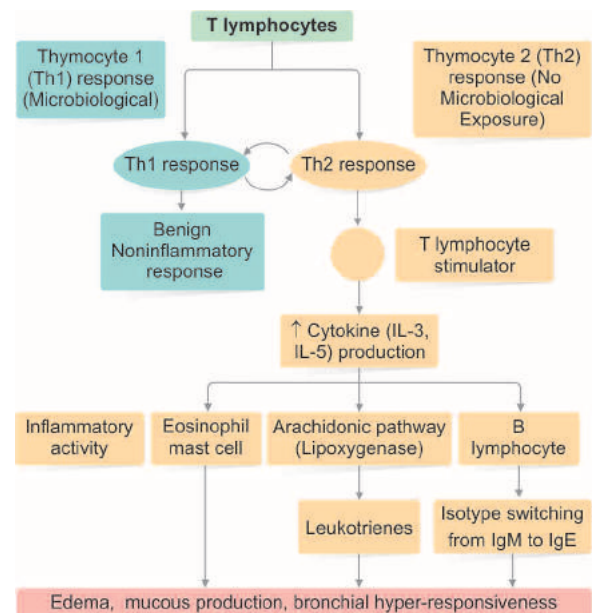 T lymphocytes
Thymocyte 1
(Th1) response
(Microbiological)
Thymocyte 2 (Th2)
response (No
Microbiological
Exposure)
Th1 response
Th2 response
Benign
Noninflammatory
response
T lymphocyte
stimulator
↑ Cytokine (IL-3,
IL-5) production
Inflammatory
activity
Eosinophil
mast cell
Arachidonic pathway
(Lipoxygenase)
B
lymphocyte
Leukotrienes
Isotype switching
from IgM to IgE
Edema, mucous production, bronchial hyper-responsiveness